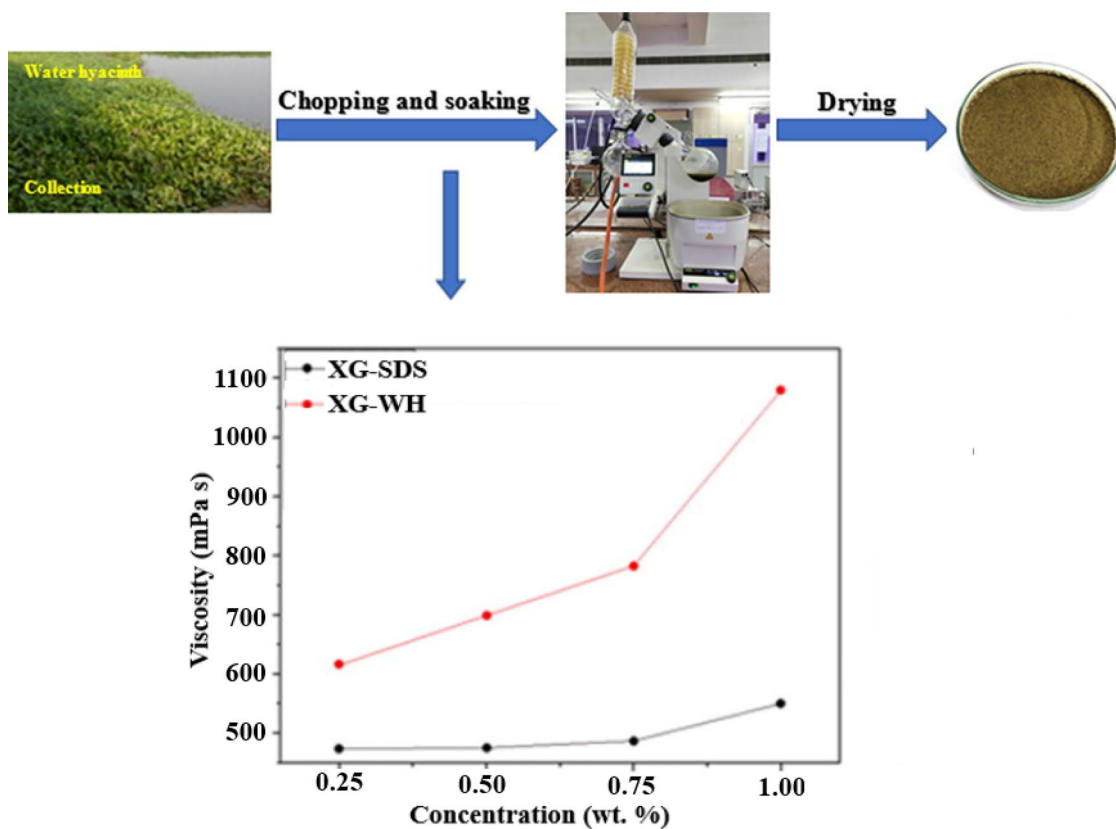 Water hyacinth
Collection
Chopping and soaking
Drying
XG-SDS
XG-WH
Viscosity (mPa s)
1100
1000
900
800
700
600
500
0.25 0.50 0.75 1.00
Concentration (wt. %)